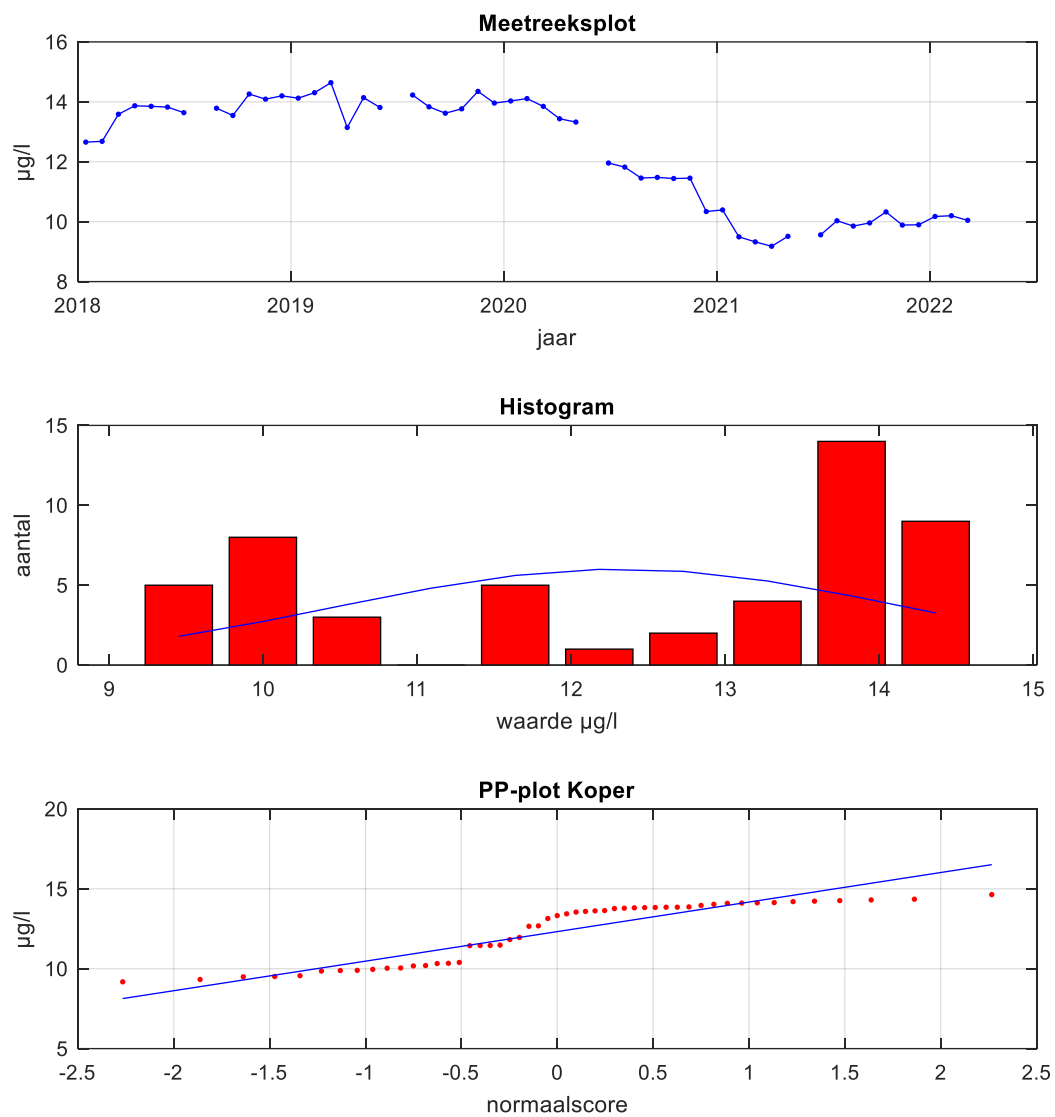 Meetreeksplot
16
14
12
10
8
µg/l
2018 2019 2020 2021 2022
jaar
Histogram
15
10
5
0
aantal
9 10 11 12 13 14 15
waarde µg/l
PP-plot Koper
20
15
10
5
µg/l
-2.5 -2 -1.5 -1 -0.5 0 0.5 1 1.5 2 2.5
normaalscore